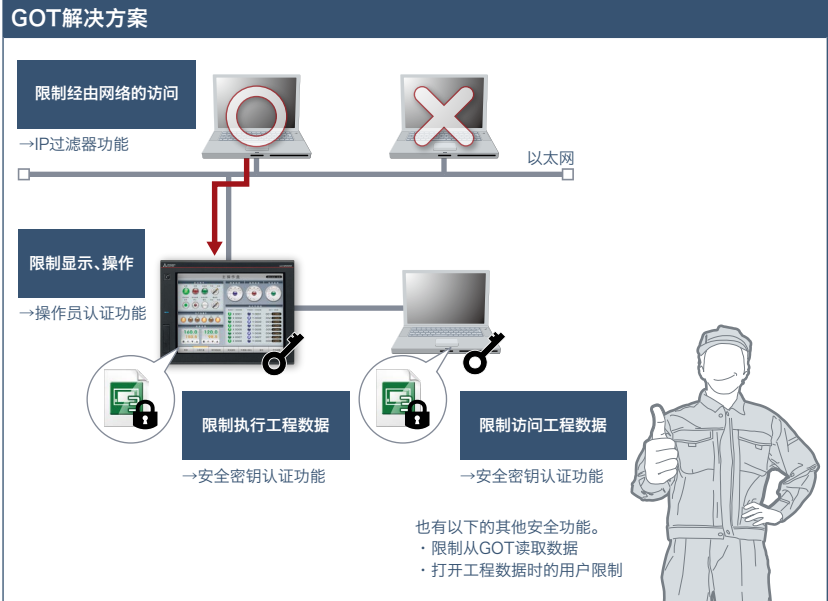 GOT解决方案
限制经由网络的访问
→IP过滤器功能
以太网
限制显示、操作
→操作员认证功能
限制执行工程数据
→安全密钥认证功能
限制访问工程数据
→安全密钥认证功能
也有以下的其他安全功能。
・限制从GOT读取数据
・打开工程数据时的用户限制